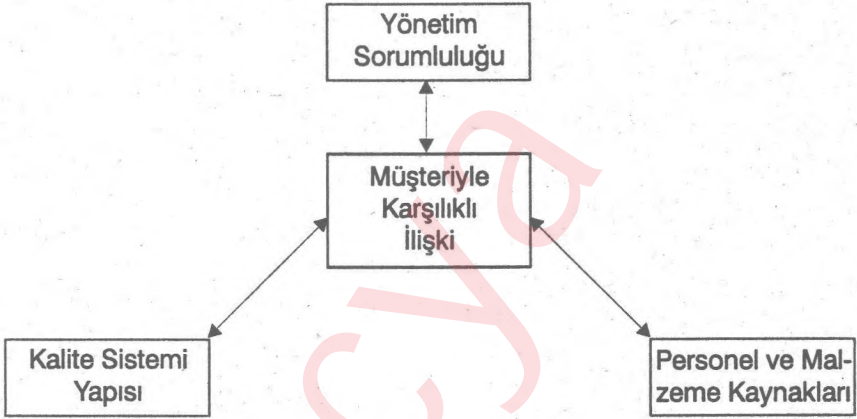 Yönetim
Sorumluluğu
Müşteriyle
Karşılıklı
İlişki
Kalite Sistemi
Yapısı
Personel ve Mal-
zeme Kaynakları